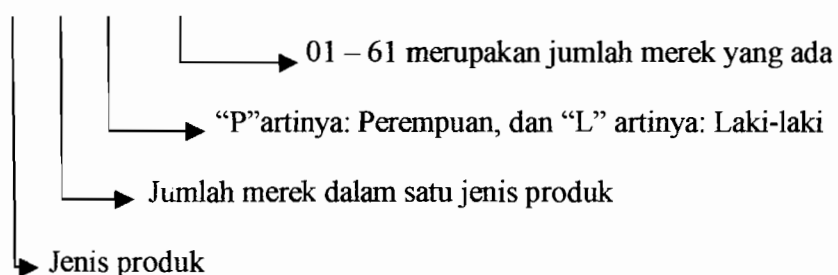 01 – 61 merupakan jumlah merek yang ada
“P”artinya: Perempuan, dan “L” artinya: Laki-laki
Jumlah merek dalam satu jenis produk
Jenis produk